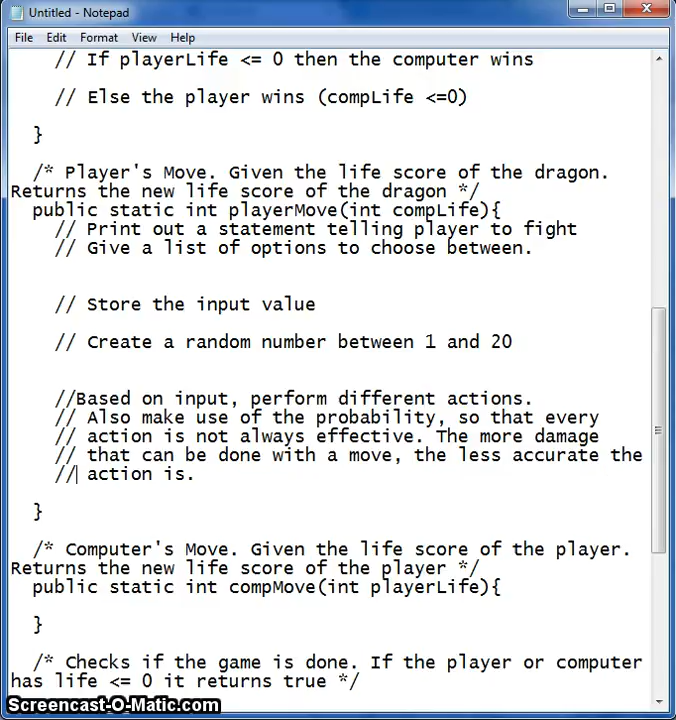 Untitled - Notepad
File Edit Format View Help
// If playerLife <= 0 then the computer wins
// Else the player wins (compLife <=0)
}
/* Player's Move. Given the life score of the dragon.
Returns the new life score of the dragon */
public static int playerMove(int compLife){
// Print out a statement telling player to fight
// Give a list of options to choose between.
// Store the input value
// Create a random number between 1 and 20
//Based on input, perform different actions.
// Also make use of the probability, so that every
// action is not always effective. The more damage
// that can be done with a move, the less accurate the
// action is.
}
/* Computer's Move. Given the life score of the player.
Returns the new life score of the player */
public static int compMove(int playerLife){
}
/* Checks if the game is done. If the player or computer
has life <= 0 it returns true */
Screencast-O-Matic.com